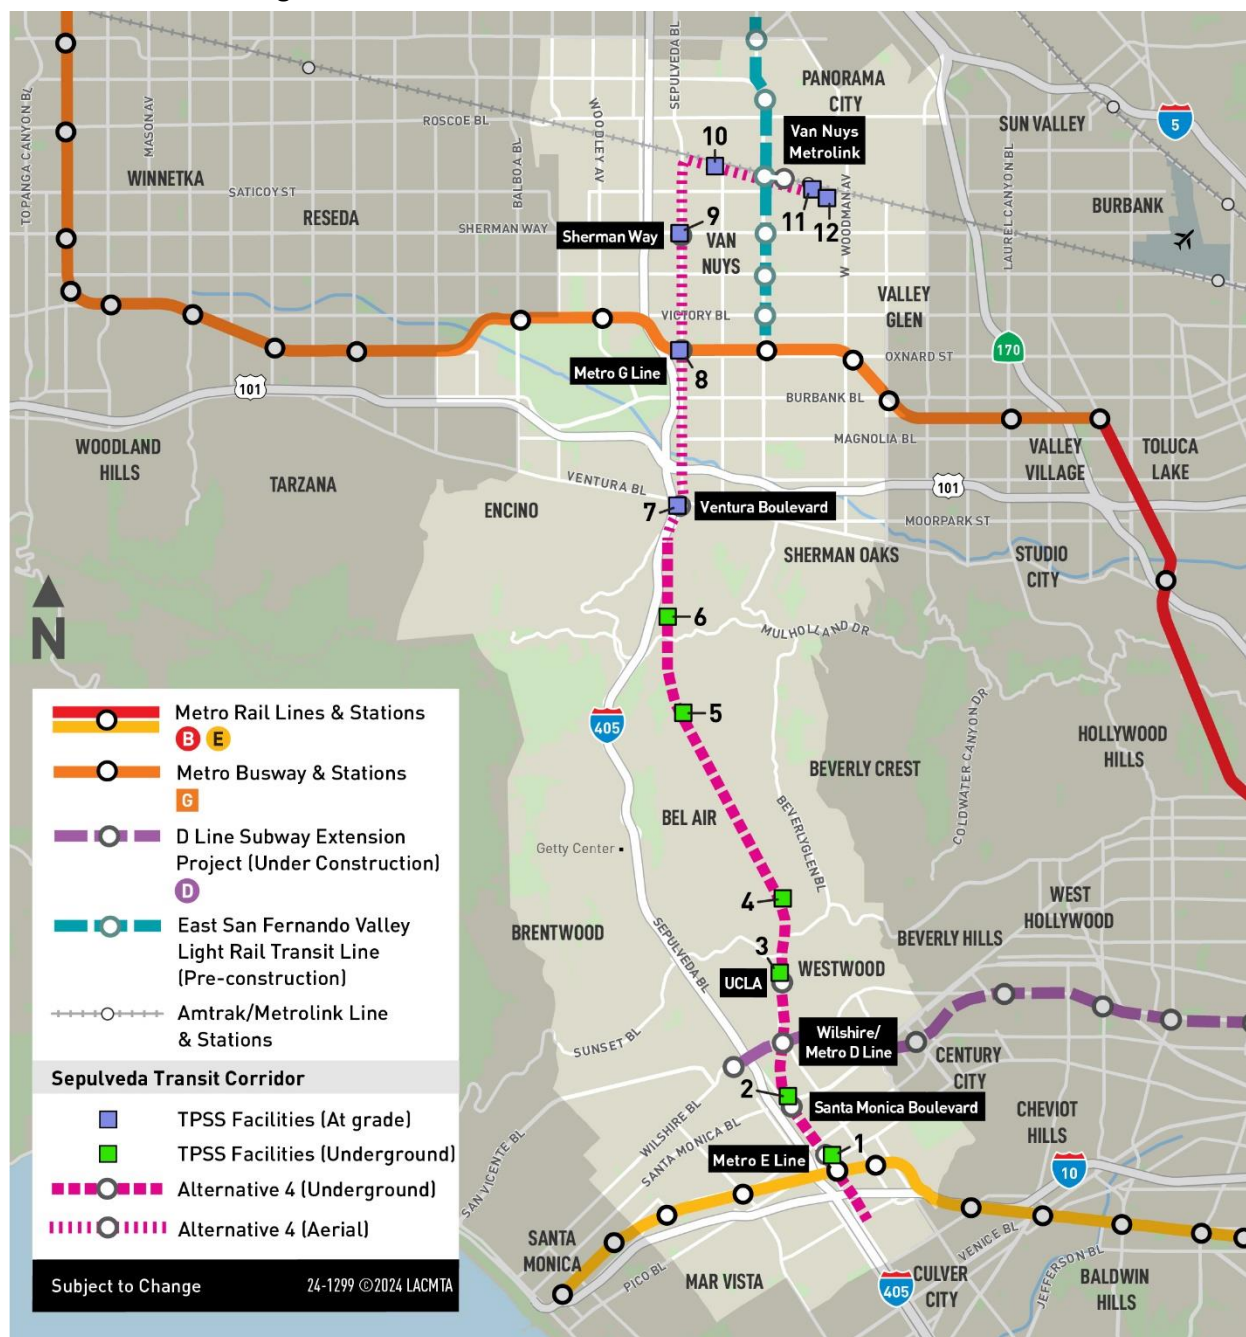 TOPANGA CANYON BL
MASON AV
WINNETKA
ROSCOE BL
SATICOY ST
RESEDA
BALBOA BL
SHERMAN WAY
WOODLEY AV
SEPULVEDA BL
PANORAMA
CITY
Van Nuys
Metrolink
SUN VALLEY
5
LAUREL CANYON BL
BURBANK
10
11
12
W WOODMAN AV
9
Sherman Way
VAN
NUYS
VICTORY BL
VALLEY
GLEN
OXNARD ST
170
Metro G Line
8
BURBANK BL
MAGNOLIA BL
101
WOODLAND
HILLS
TARZANA
VENTURA BL
ENCINO
7
Ventura Boulevard
101
MOORPARK ST
VALLEY
VILLAGE
TOLUCA
LAKE
SHERMAN OAKS
STUDIO
CITY
N
6
MULHOLLAND DR
5
405
COLDWATER CANYON DR
HOLLYWOOD
HILLS
BEVERLY CREST
BEL AIR
BEVERLYGLEN BL
Getty Center
4
WEST
HOLLYWOOD
BRENTWOOD
SEPULVEDA BL
BEVERLY HILLS
3
WESTWOOD
UCLA
SUNSET BL
Wilshire/
Metro D Line
CENTURY
CITY
2
Santa Monica Boulevard
WILSHIRE BL
SANTA MONICA BL
CHEVIOT
HILLS
SAN VICENTE BL
Metro E Line
1
10
SANTA
MONICA
PICO BL
MAR VISTA
VENICE BL
CULVER
CITY
405
JEFFERSON BL
BALDWIN
HILLS
Metro Rail Lines & Stations
B E
Metro Busway & Stations
G
D Line Subway Extension
Project (Under Construction)
D
East San Fernando Valley
Light Rail Transit Line
(Pre-construction)
Amtrak/Metrolink Line
& Stations
Sepulveda Transit Corridor
TPSS Facilities (At grade)
TPSS Facilities (Underground)
Alternative 4 (Underground)
Alternative 4 (Aerial)
Subject to Change 24-1299 ©2024 LACMTA